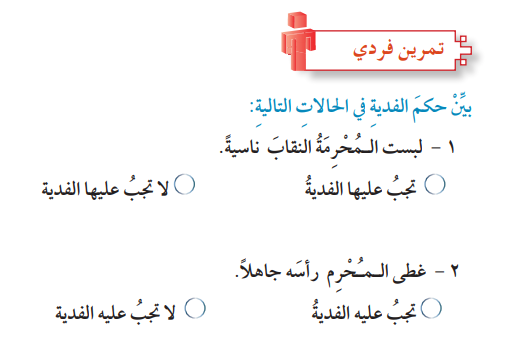 تمرين فردي
بيِّنْ حكمَ الفديةِ في الحالاتِ التاليةِ:
١ – لبست الـمُحْرِمَةُ النقابَ ناسيةً.
تجبُ عليها الفديةُ لا تجبُ عليها الفدية
٢ – غطى الـمـُحْرِم رأسَه جاهلاً.
تجبُ عليه الفديةُ لا تجبُ عليه الفدية